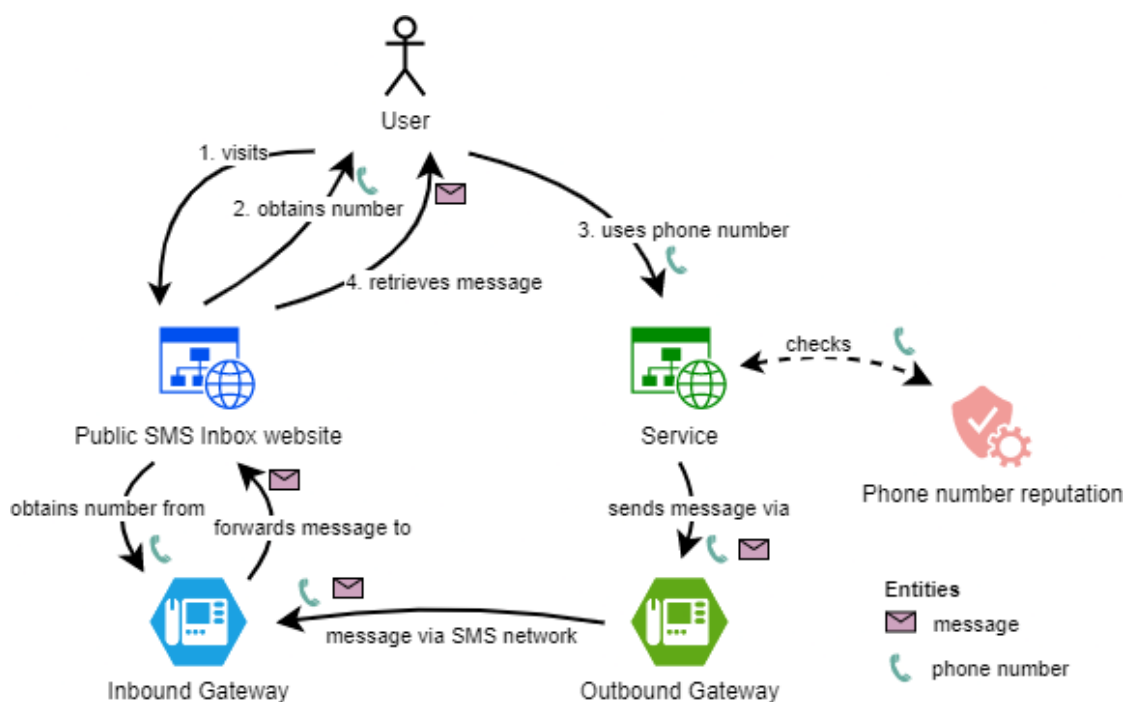 User
1. visits
2. obtains number
3. uses phone number
4. retrieves message
checks
Public SMS Inbox website
Service
Phone number reputation
obtains number from
forwards message to
sends message via
message via SMS network
Inbound Gateway
Outbound Gateway
Entities
message
phone number